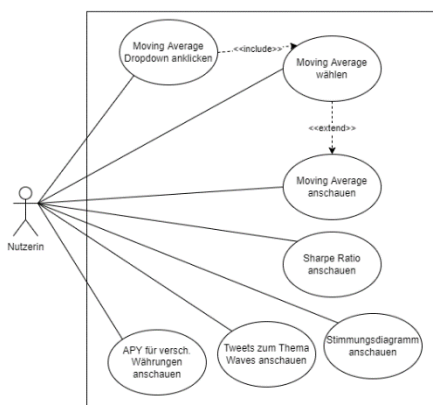 Moving Average
Dropdown anklicken
<<include>>
Moving Average
wählen
<<extend>>
Moving Average
anschauen
Nutzerin
Sharpe Ratio
anschauen
Stimmungsdiagramm
anschauen
Tweets zum Thema
Waves anschauen
APY für versch.
Währungen
anschauen